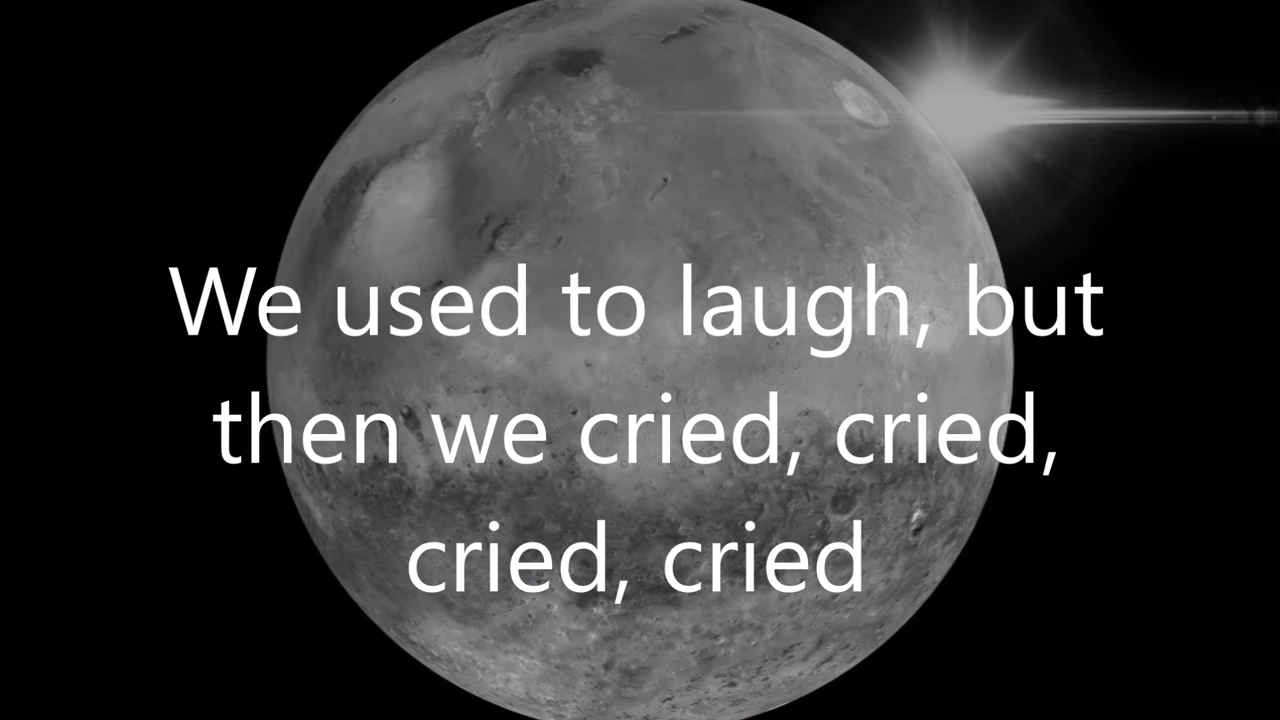 We used to laugh, but
then we cried, cried,
cried, cried